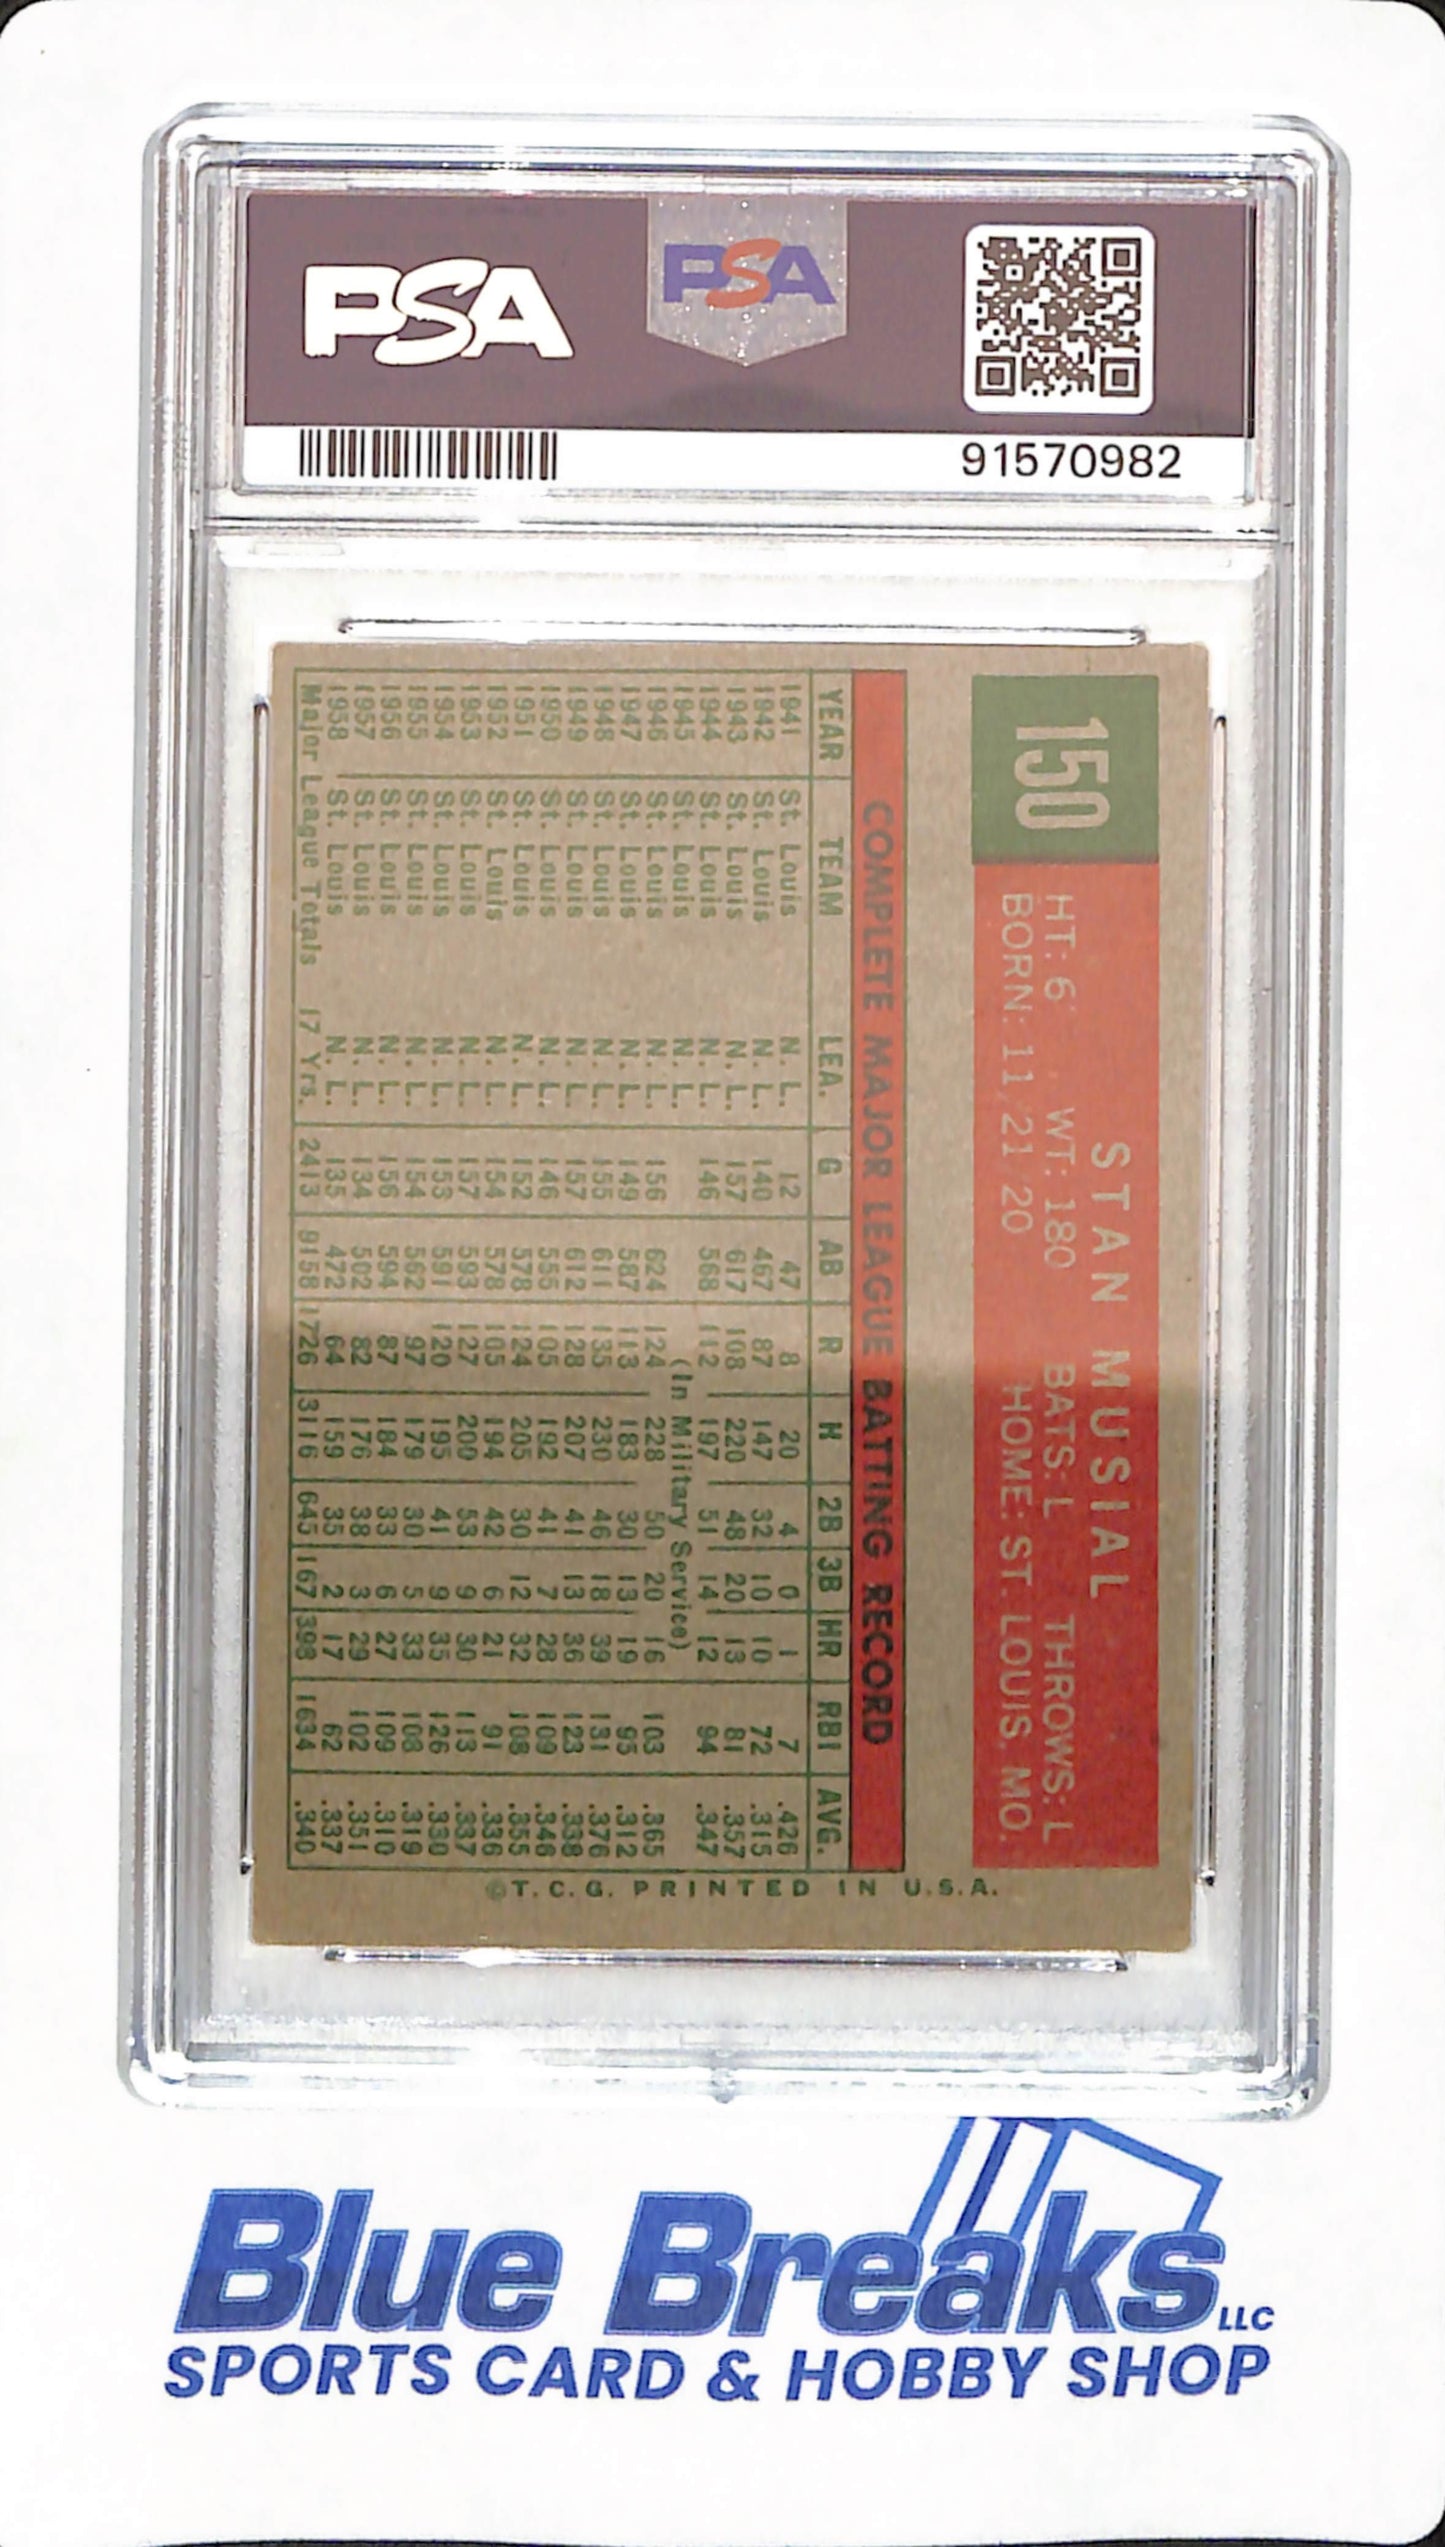 PSA
PSA
91570982
150
STAN MUSIAL
HT: 6' WT: 180 BATS: L THROWS: L
BORN: 11/21/20 HOME: ST. LOUIS, MO.
COMPLETE MAJOR LEAGUE BATTING RECORD
YEAR TEAM LEA. G AB R H 2B 3B HR RBI AVG.
1941 St. Louis N.L. 12 47 8 20 4 0 1 7 .426
1942 St. Louis N.L. 140 467 87 147 32 10 10 72 .315
1943 St. Louis N.L. 157 617 108 220 48 20 13 81 .357
1944 St. Louis N.L. 146 568 112 197 51 14 12 94 .347
1945 St. Louis N.L. (In Military Service)
1946 St. Louis N.L. 156 624 124 228 50 20 16 103 .365
1947 St. Louis N.L. 149 587 113 183 30 13 19 95 .312
1948 St. Louis N.L. 155 611 135 230 46 18 39 131 .376
1949 St. Louis N.L. 157 612 128 207 41 13 36 123 .338
1950 St. Louis N.L. 146 555 105 192 41 7 28 109 .346
1951 St. Louis N.L. 152 578 124 205 30 12 32 108 .355
1952 St. Louis N.L. 154 578 105 194 42 6 21 91 .336
1953 St. Louis N.L. 157 593 127 200 53 9 30 113 .337
1954 St. Louis N.L. 153 591 120 195 41 9 35 126 .330
1955 St. Louis N.L. 154 562 97 179 30 5 33 108 .319
1956 St. Louis N.L. 156 594 87 184 33 6 27 109 .310
1957 St. Louis N.L. 134 502 82 176 38 3 29 102 .351
1958 St. Louis N.L. 135 472 64 159 35 2 17 62 .337
Major League Totals 17 Yrs. 2413 9158 1726 3116 645 167 398 1634 .340
©T.C.G. PRINTED IN U.S.A.
Blue Breaks LLC
SPORTS CARD & HOBBY SHOP